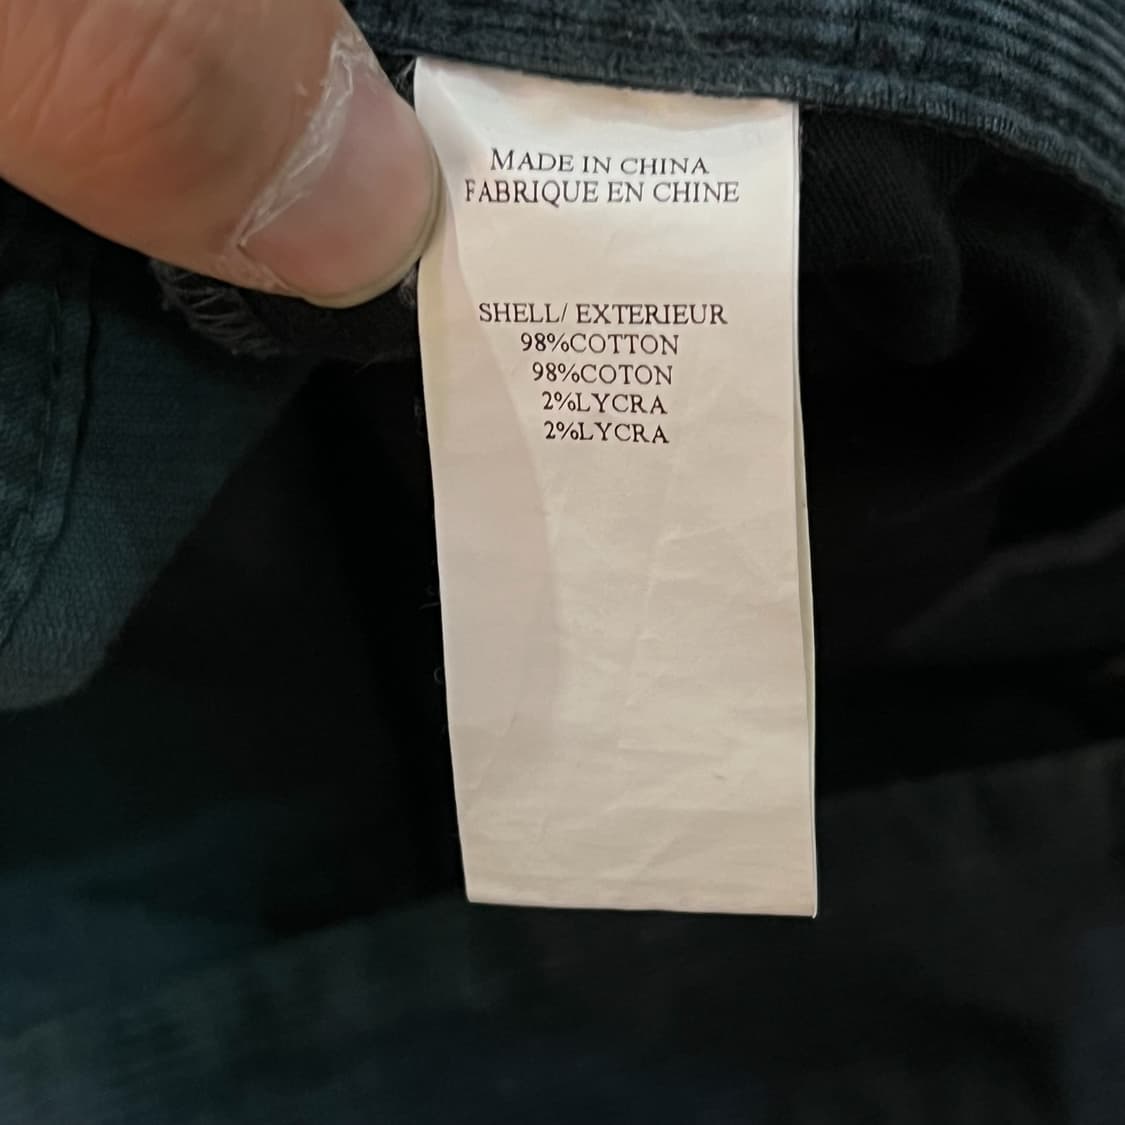 MADE IN CHINA
FABRIQUE EN CHINE
SHELL/ EXTERIEUR
98%COTTON
98%COTON
2%LYCRA
2%LYCRA